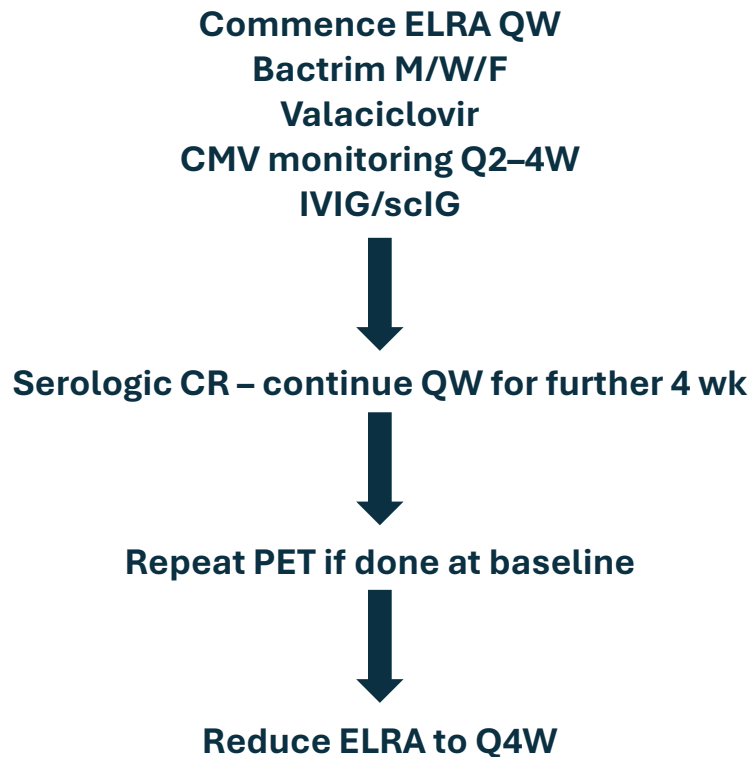 Commence ELRA QW
Bactrim M/W/F
Valaciclovir
CMV monitoring Q2–4W
IVIG/scIG
Serologic CR – continue QW for further 4 wk
Repeat PET if done at baseline
Reduce ELRA to Q4W